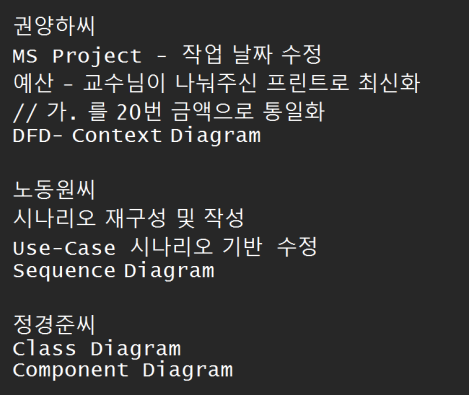 권양하씨
MS Project - 작업 날짜 수정
예산 - 교수님이 나눠주신 프린트로 최신화
// 가. 를 20번 금액으로 통일화
DFD- Context Diagram
노동원씨
시나리오 재구성 및 작성
Use-Case 시나리오 기반 수정
Sequence Diagram
정경준씨
Class Diagram
Component Diagram